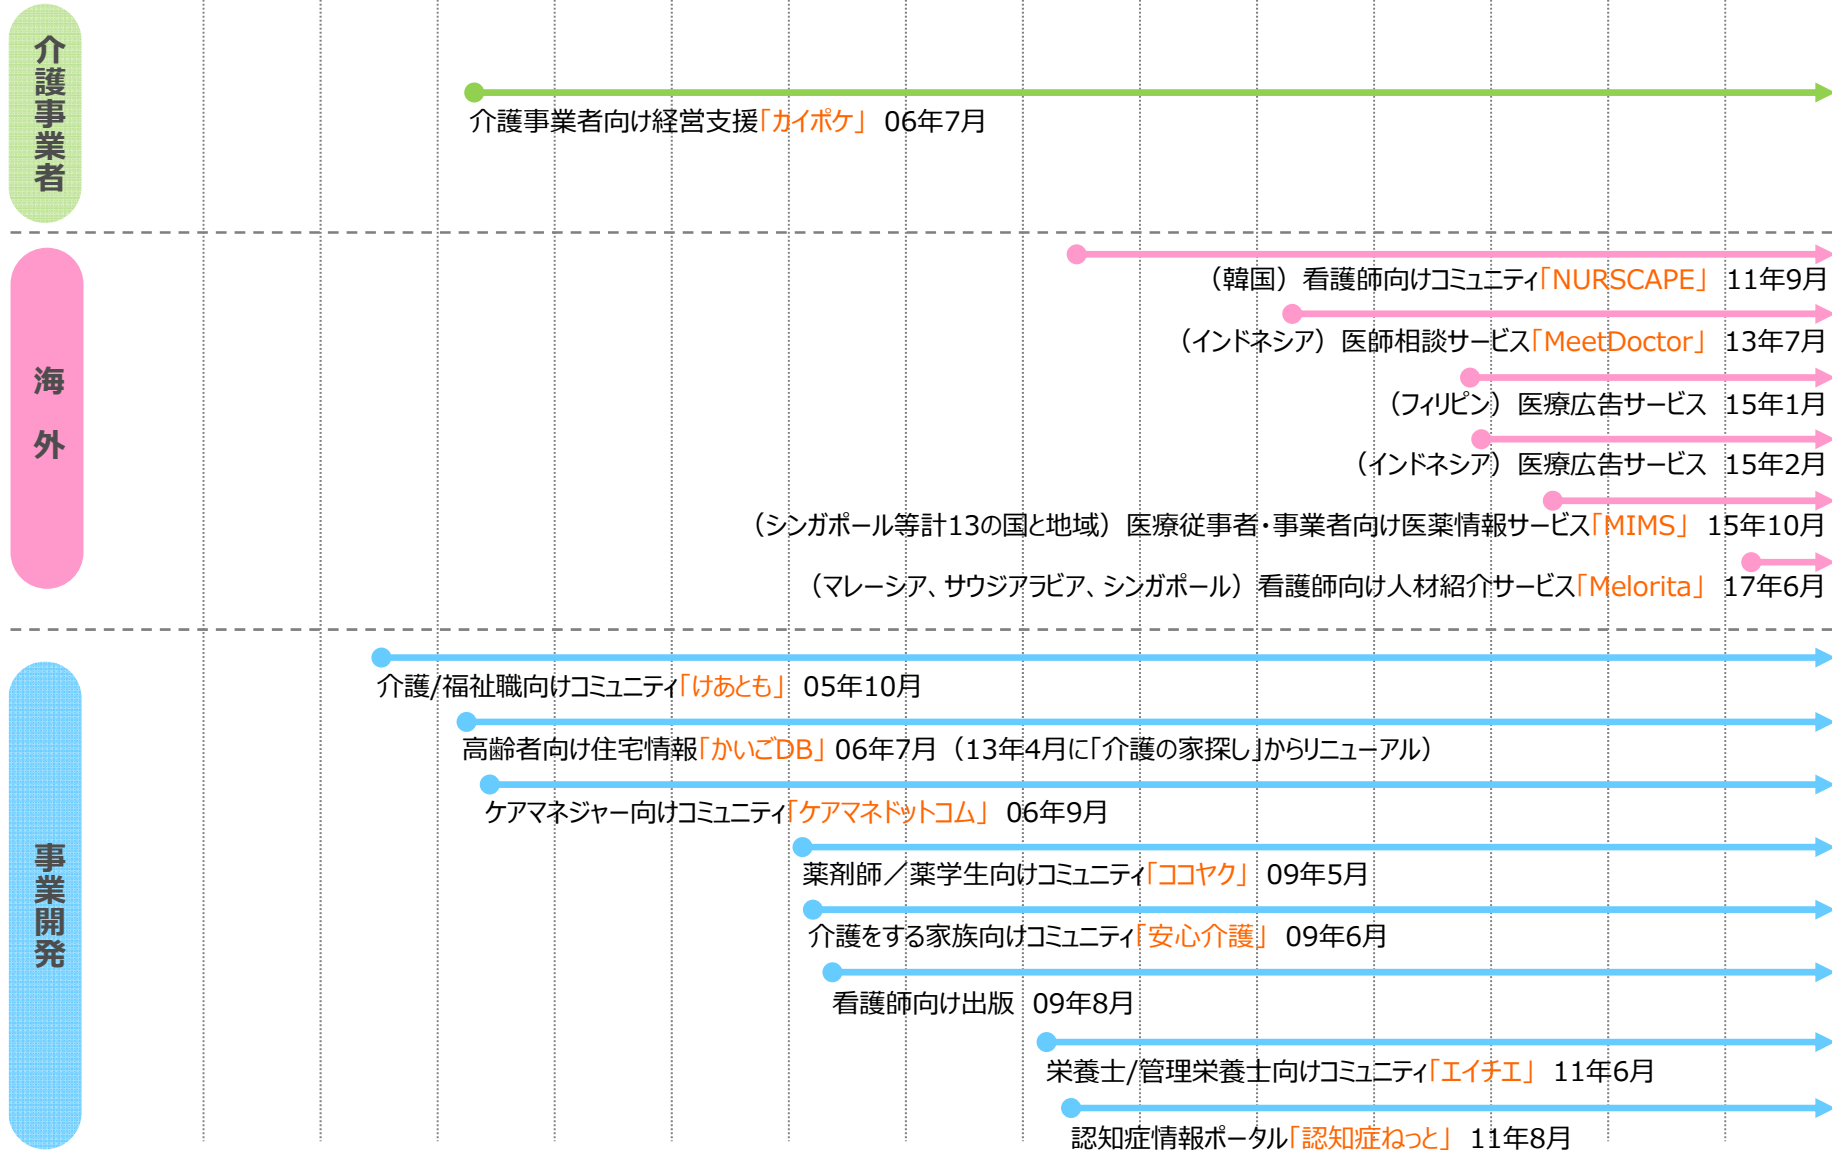 介護事業者
介護事業者向け経営支援「カイポケ」 06年7月
海外
（韓国）看護師向けコミュニティ「NURSCAPE」 11年9月
（インドネシア）医師相談サービス「MeetDoctor」 13年7月
（フィリピン）医療広告サービス 15年1月
（インドネシア）医療広告サービス 15年2月
（シンガポール等計13の国と地域）医療従事者・事業者向け医薬情報サービス「MIMS」 15年10月
（マレーシア、サウジアラビア、シンガポール）看護師向け人材紹介サービス「Melorita」 17年6月
事業開発
介護/福祉職向けコミュニティ「けあとも」 05年10月
高齢者向け住宅情報「かいごDB」06年7月（13年4月に「介護の家探し」からリニューアル）
ケアマネジャー向けコミュニティ「ケアマネドットコム」 06年9月
薬剤師／薬学生向けコミュニティ「ココヤク」 09年5月
介護をする家族向けコミュニティ「安心介護」 09年6月
看護師向け出版 09年8月
栄養士/管理栄養士向けコミュニティ「エイチエ」 11年6月
認知症情報ポータル「認知症ねっと」 11年8月